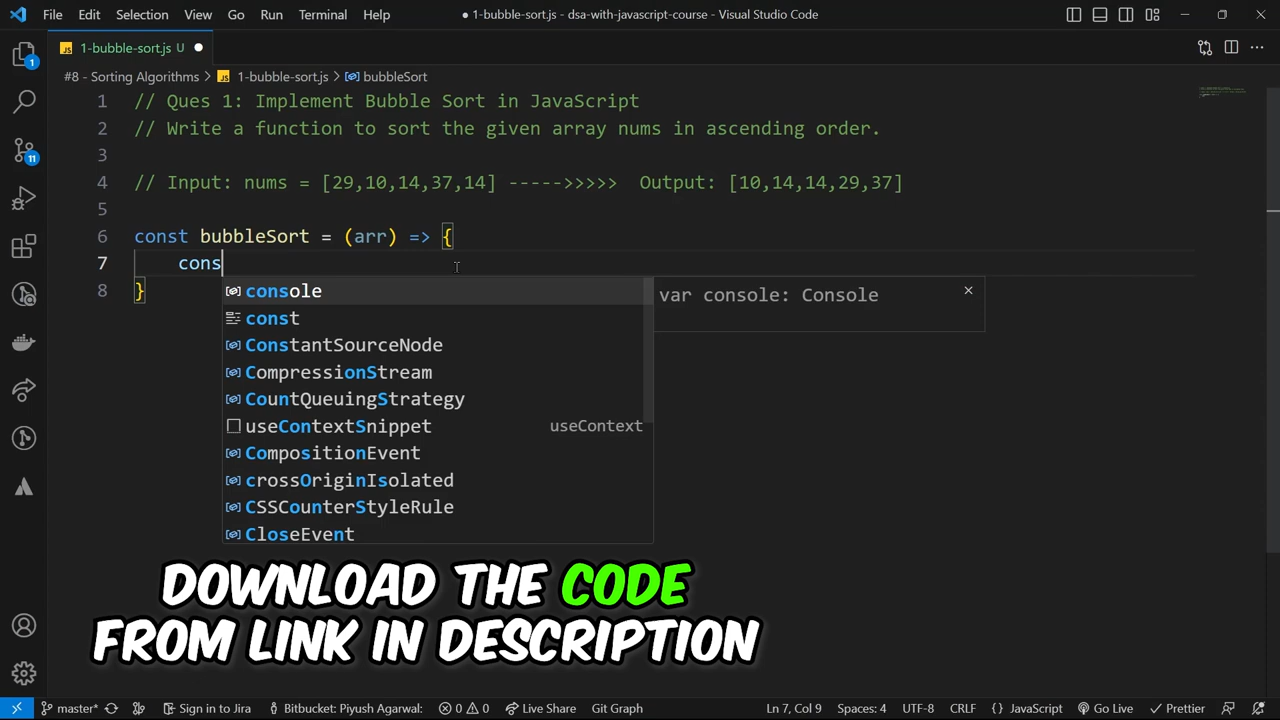 File Edit Selection View Go Run Terminal Help
● 1-bubble-sort.js - dsa-with-javascript-course - Visual Studio Code
JS 1-bubble-sort.js U ●
#8 - Sorting Algorithms > JS 1-bubble-sort.js > bubbleSort
1 // Ques 1: Implement Bubble Sort in JavaScript
2 // Write a function to sort the given array nums in ascending order.
3
4 // Input: nums = [29,10,14,37,14] ----->>>>> Output: [10,14,14,29,37]
5
6 const bubbleSort = (arr) => {
7 cons
8 }
console
const
ConstantSourceNode
CompressionStream
CountQueuingStrategy
useContextSnippet useContext
CompositionEvent
crossOriginIsolated
CSSCounterStyleRule
CloseEvent
var console: Console
1
11
DOWNLOAD THE CODE
FROM LINK IN DESCRIPTION
master* Sign in to Jira Bitbucket: Piyush Agarwal: 0 0 Live Share Git Graph Ln 7, Col 9 Spaces: 4 UTF-8 CRLF {} JavaScript Go Live Prettier